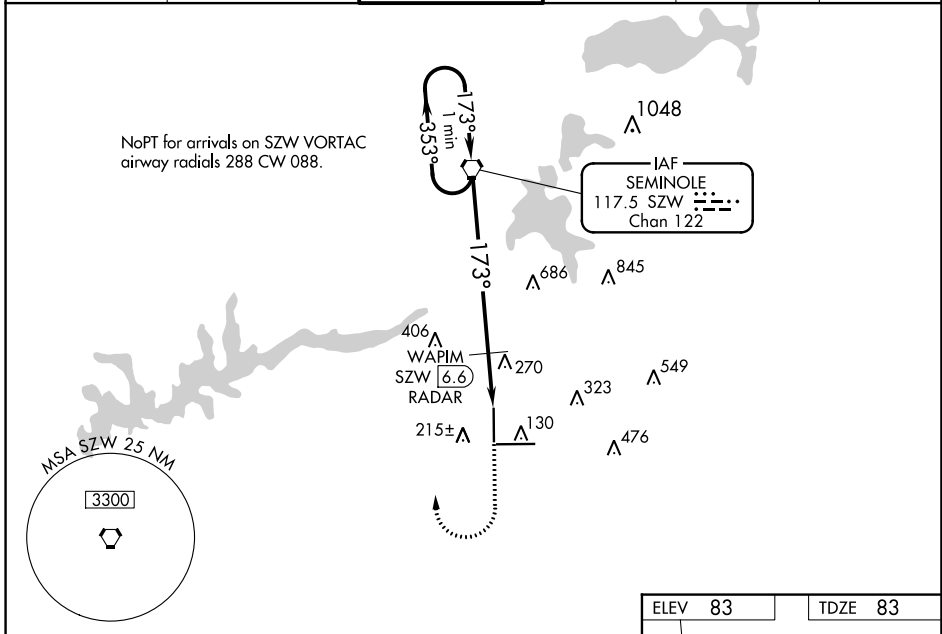 NoPT for arrivals on SZW VORTAC
airway radials 288 CW 088.
173°
1 min
353°
1048
IAF
SEMINOLE
117.5 SZW
Chan 122
173°
686
845
406
WAPIM
SZW 6.6
RADAR
270
323
549
215±
130
476
MSA SZW 25 NM
3300
ELEV 83
TDZE 83